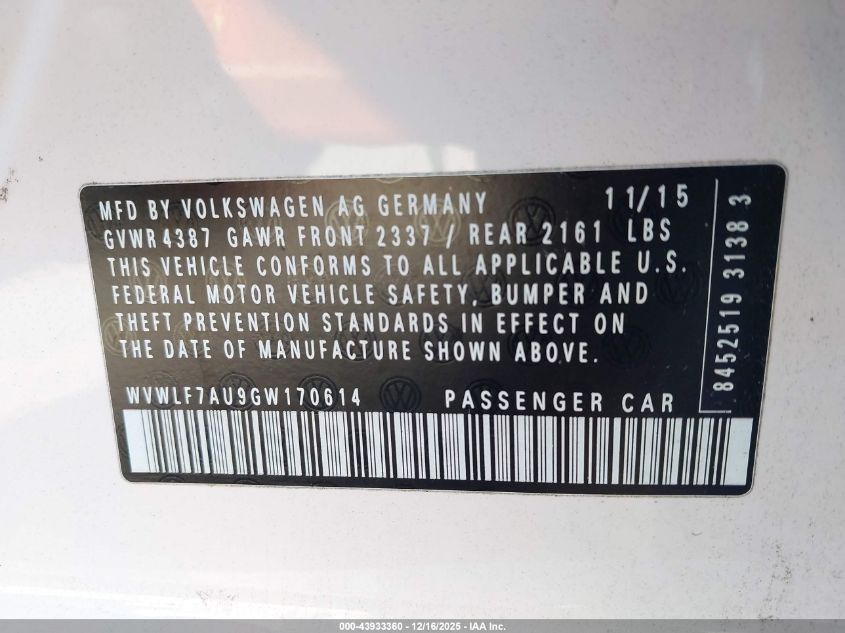 MFD BY VOLKSWAGEN AG GERMANY 11/15
GVWR 4387 GAWR FRONT 2337 / REAR 2161 LBS
THIS VEHICLE CONFORMS TO ALL APPLICABLE U.S.
FEDERAL MOTOR VEHICLE SAFETY, BUMPER AND
THEFT PREVENTION STANDARDS IN EFFECT ON
THE DATE OF MANUFACTURE SHOWN ABOVE.
WVWLF7AU9GW170614 PASSENGER CAR
8452519 3138 3
000-43933360 - 12/16/2025 - IAA Inc.